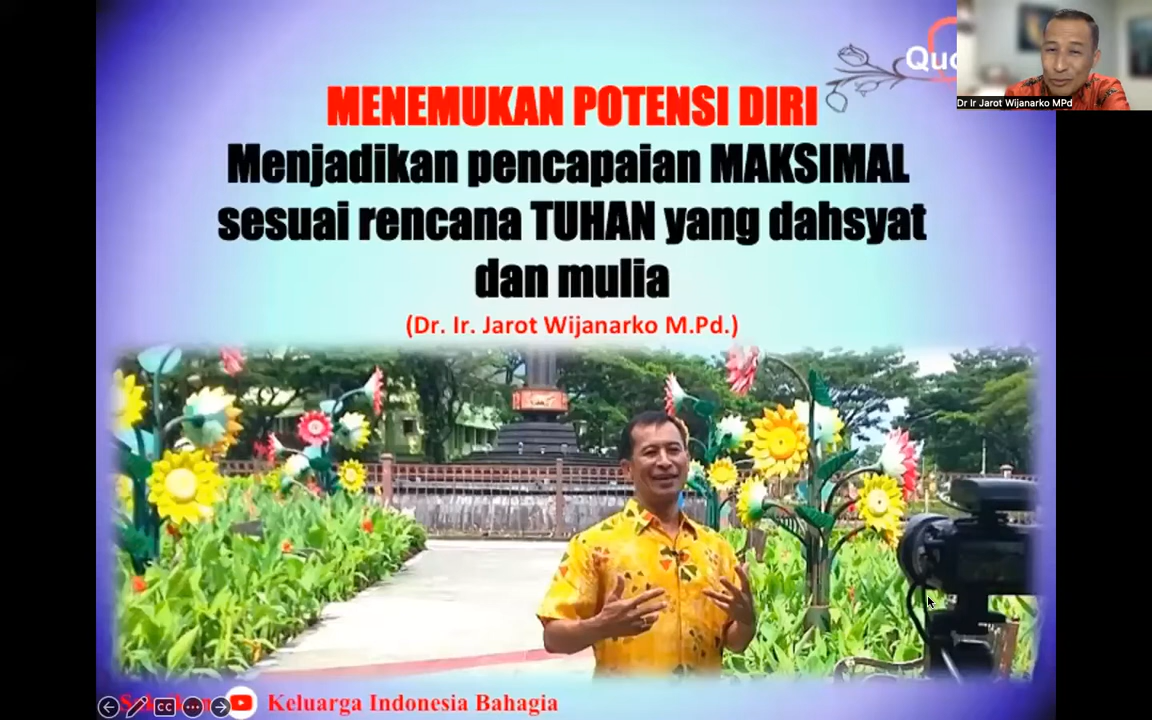 MENEMUKAN POTENSI DIRI
Menjadikan pencapaian MAKSIMAL
sesuai rencana TUHAN yang dahsyat
dan mulia
(Dr. Ir. Jarot Wijanarko M.Pd.)
Dr Ir Jarot Wijanarko MPd
CC
Keluarga Indonesia Bahagia